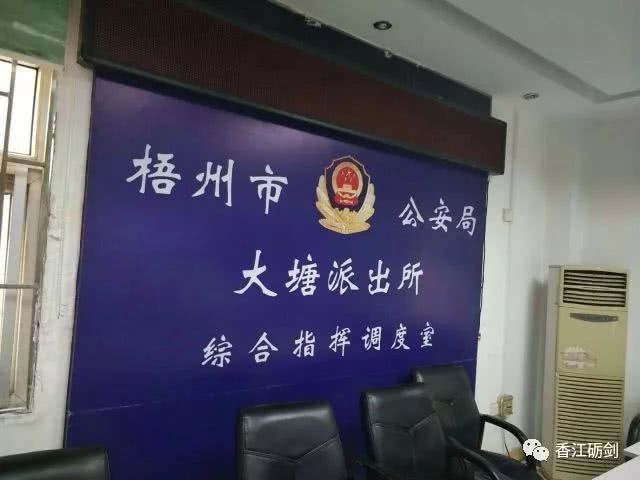 梧州市 公安局
大塘派出所
综合指挥调度室
香江砺剑